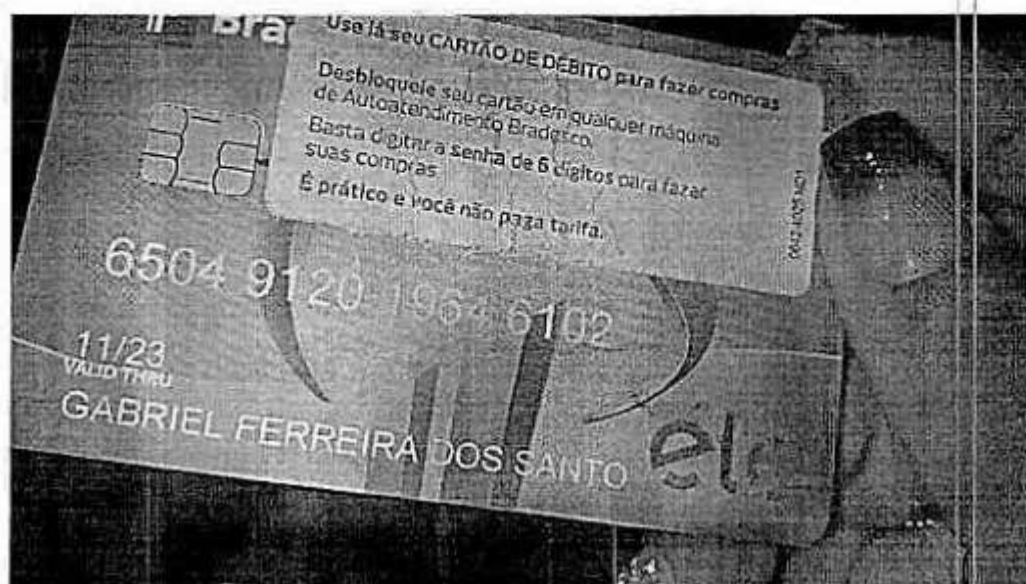 Bra
Use já seu CARTÃO DE DÉBITO para fazer compras
Desbloqueie seu cartão em qualquer máquina
de Autoatendimento Bradesco.
Basta digitar a senha de 6 dígitos para fazer
suas compras
É prático e você não paga tarifa.
6504 9120 6102
11/23
VALID THRU
GABRIEL FERREIRA DOS SANTO
elo